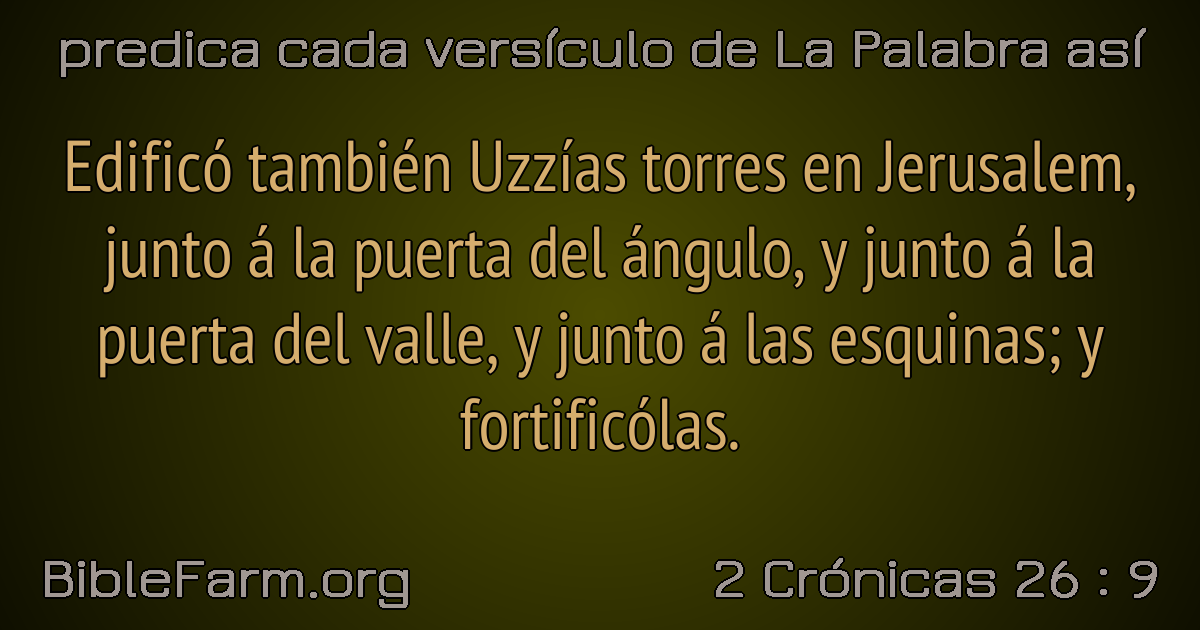 predica cada versículo de La Palabra así
Edificó también Uzzías torres en Jerusalem,
junto á la puerta del ángulo, y junto á la
puerta del valle, y junto á las esquinas; y
fortificólas.
BibleFarm.org
2 Crónicas 26 : 9